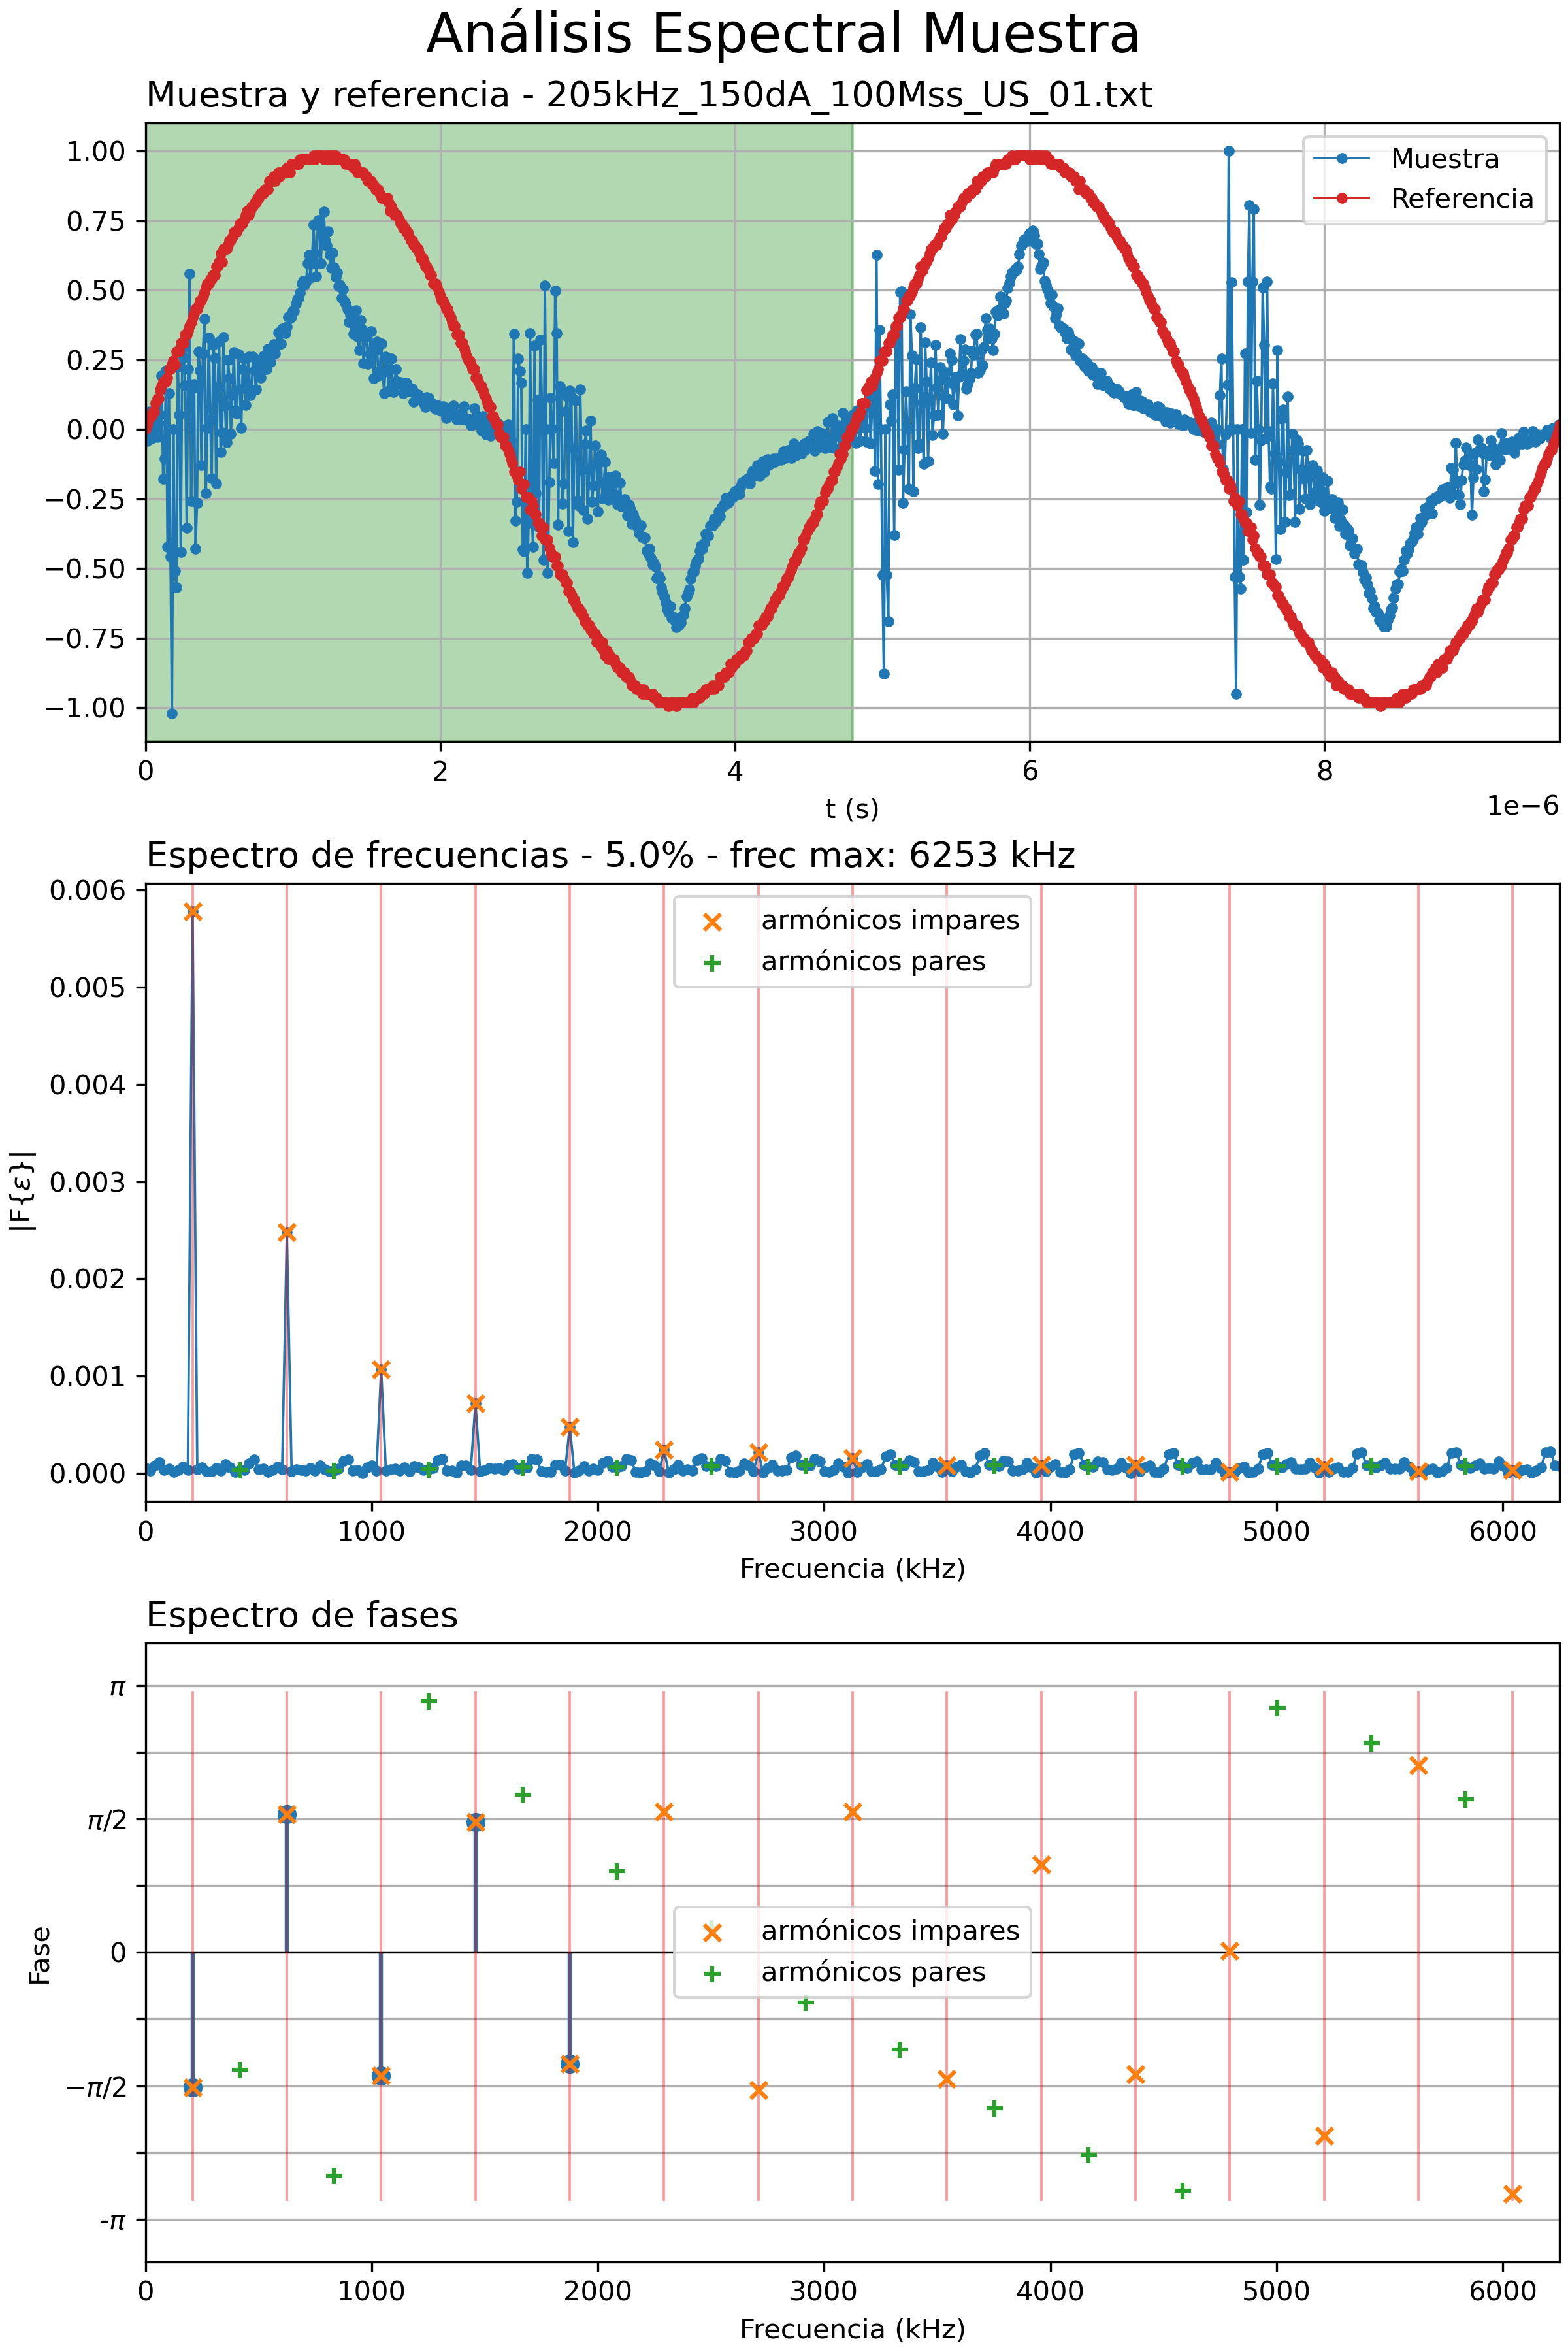 Análisis Espectral Muestra
Muestra y referencia - 205kHz_150dA_100Mss_US_01.txt
1.00
0.75
0.50
0.25
0.00
−0.25
−0.50
−0.75
−1.00
Muestra
Referencia
0 2 4 6 8
t (s)
1e−6
Espectro de frecuencias - 5.0% - frec max: 6253 kHz
0.006
0.005
0.004
0.003
0.002
0.001
0.000
|F{ε}|
armónicos impares
armónicos pares
0 1000 2000 3000 4000 5000 6000
Frecuencia (kHz)
Espectro de fases
π
π/2
0
−π/2
-π
Fase
armónicos impares
armónicos pares
0 1000 2000 3000 4000 5000 6000
Frecuencia (kHz)